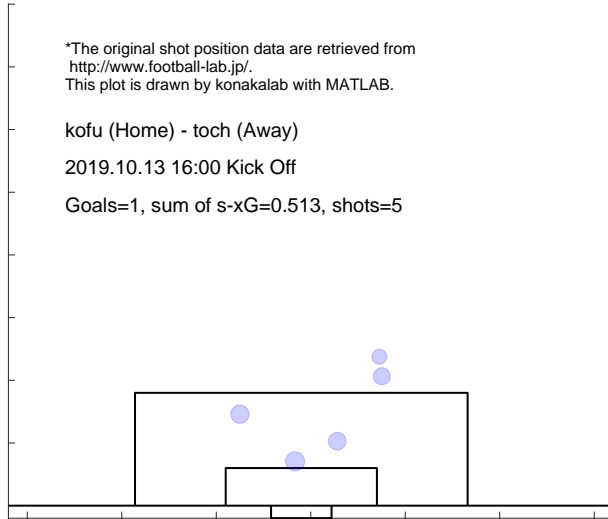 *The original shot position data are retrieved from
http://www.football-lab.jp/.
This plot is drawn by konakalab with MATLAB.
kofu (Home) - toch (Away)
2019.10.13 16:00 Kick Off
Goals=1, sum of s-xG=0.513, shots=5